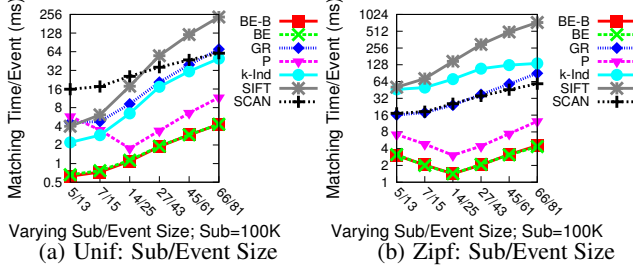 Matching Time/Event (ms)
256
128
64
32
16
8
4
2
1
0.5
5/13
7/15
14/25
27/43
45/61
66/81
BE-B
BE
GR
P
k-Ind
SIFT
SCAN
Varying Sub/Event Size; Sub=100K
(a) Unif: Sub/Event Size
Matching Time/Event (ms)
1024
512
256
128
64
32
16
8
4
2
1
5/13
7/15
14/25
27/43
45/61
66/81
BE-B
BE
GR
P
k-Ind
SIFT
SCAN
Varying Sub/Event Size; Sub=100K
(b) Zipf: Sub/Event Size